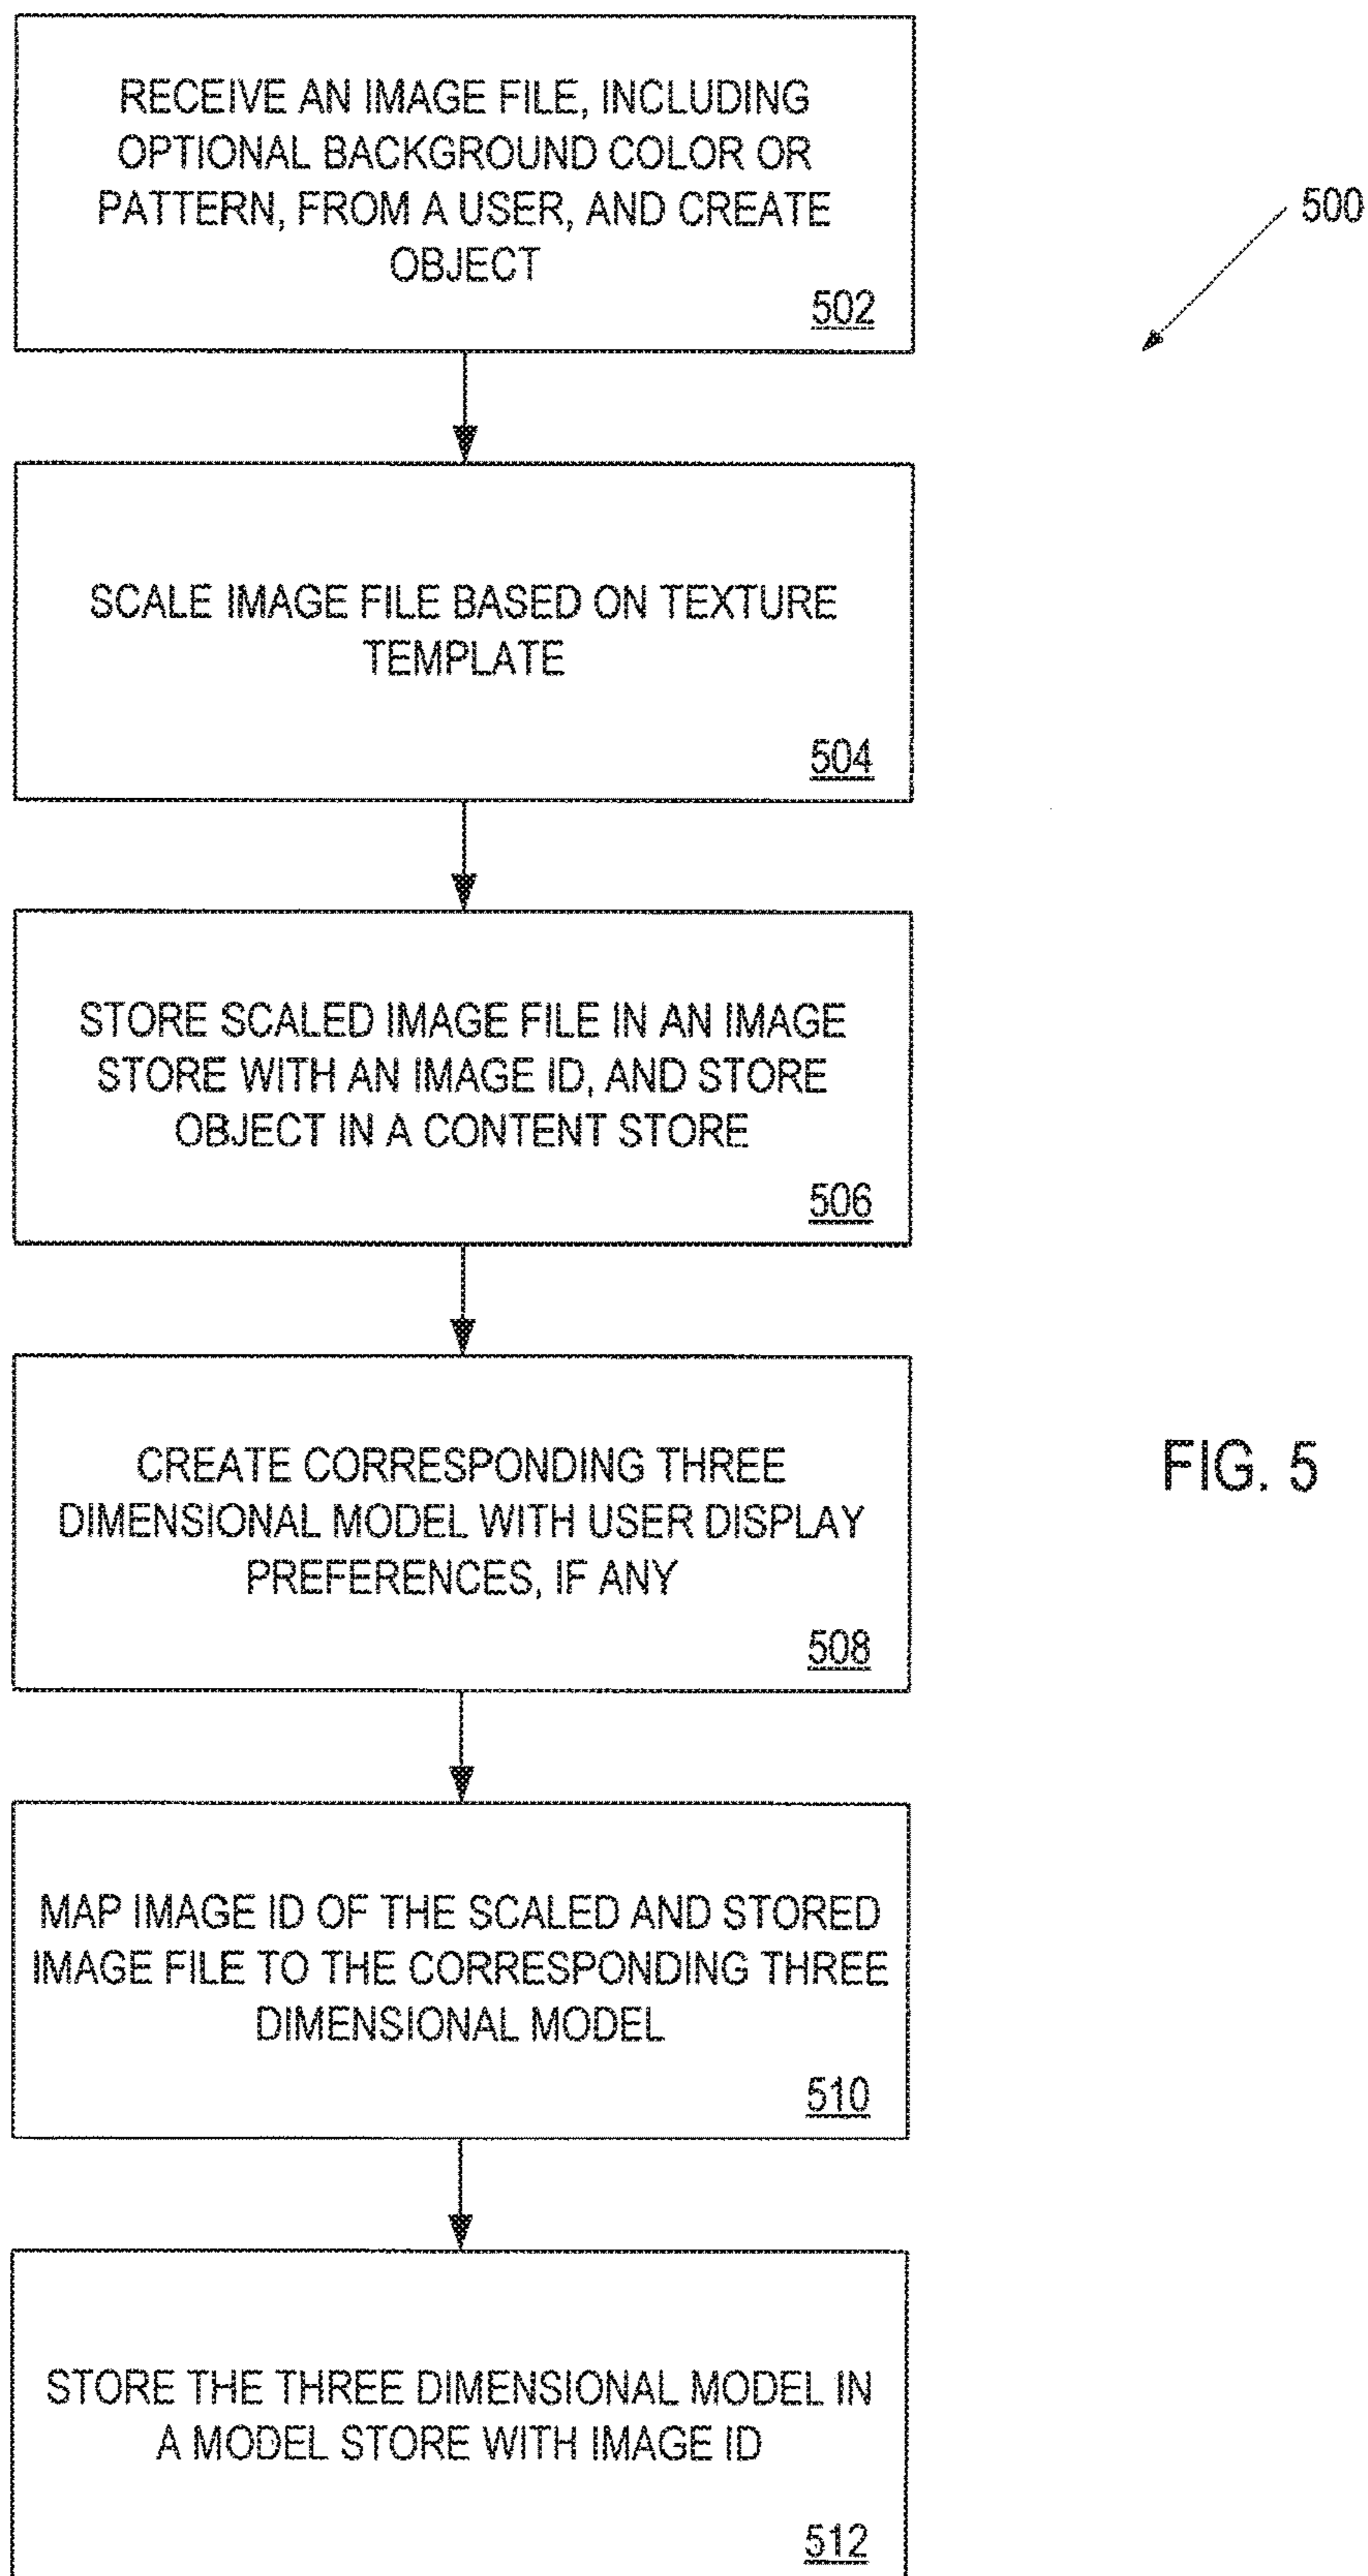 RECEIVE AN IMAGE FILE, INCLUDING
OPTIONAL BACKGROUND COLOR OR
PATTERN, FROM A USER, AND CREATE
OBJECT
502
500
SCALE IMAGE FILE BASED ON TEXTURE
TEMPLATE
504
STORE SCALED IMAGE FILE IN AN IMAGE
STORE WITH AN IMAGE ID, AND STORE
OBJECT IN A CONTENT STORE
506
CREATE CORRESPONDING THREE
DIMENSIONAL MODEL WITH USER DISPLAY
PREFERENCES, IF ANY
508
FIG. 5
MAP IMAGE ID OF THE SCALED AND STORED
IMAGE FILE TO THE CORRESPONDING THREE
DIMENSIONAL MODEL
510
STORE THE THREE DIMENSIONAL MODEL IN
A MODEL STORE WITH IMAGE ID
512